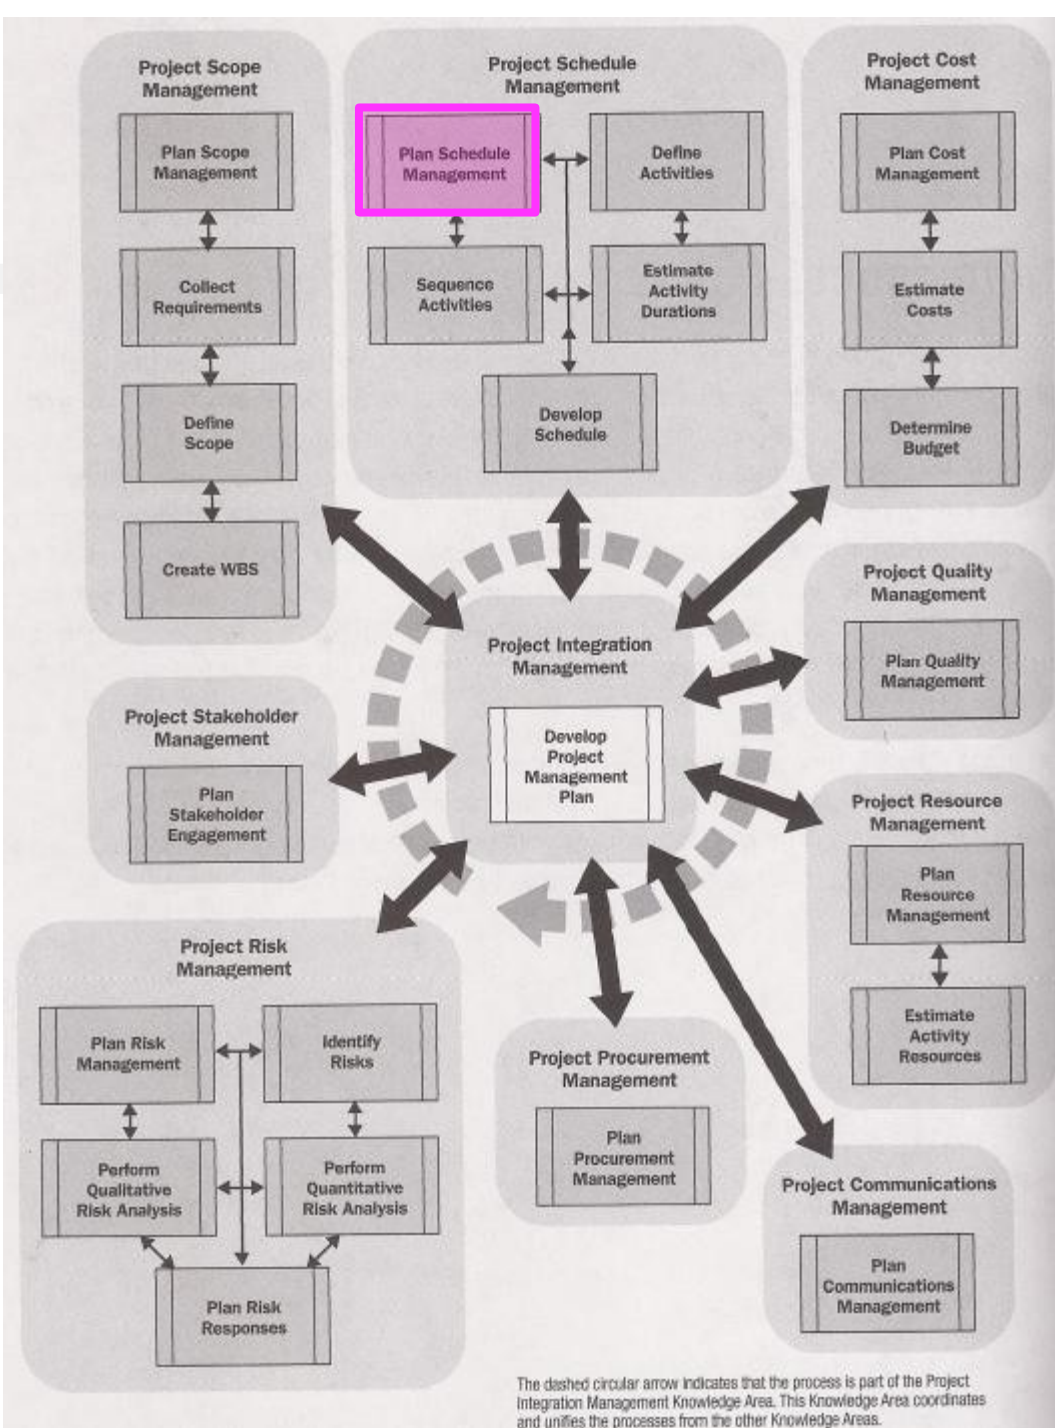 Project Scope
Management
Plan Scope
Management
Collect
Requirements
Define
Scope
Create WBS
Project Schedule
Management
Plan Schedule
Management
Define
Activities
Sequence
Activities
Estimate
Activity
Durations
Develop
Schedule
Project Cost
Management
Plan Cost
Management
Estimate
Costs
Determine
Budget
Project Quality
Management
Plan Quality
Management
Project Integration
Management
Develop
Project
Management
Plan
Project Stakeholder
Management
Plan
Stakeholder
Engagement
Project Resource
Management
Plan
Resource
Management
Estimate
Activity
Resources
Project Risk
Management
Plan Risk
Management
Identify
Risks
Perform
Qualitative
Risk Analysis
Perform
Quantitative
Risk Analysis
Plan Risk
Responses
Project Procurement
Management
Plan
Procurement
Management
Project Communications
Management
Plan
Communications
Management
The dashed circular arrow indicates that the process is part of the Project
Integration Management Knowledge Area. This Knowledge Area coordinates
and unifies the processes from the other Knowledge Areas.